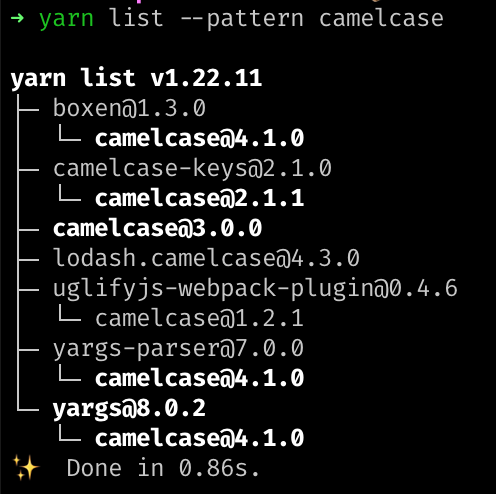 ➜ yarn list --pattern camelcase
yarn list v1.22.11
├─ boxen@1.3.0
│  └─ camelcase@4.1.0
├─ camelcase-keys@2.1.0
│  └─ camelcase@2.1.1
├─ camelcase@3.0.0
├─ lodash.camelcase@4.3.0
├─ uglifyjs-webpack-plugin@0.4.6
│  └─ camelcase@1.2.1
├─ yargs-parser@7.0.0
│  └─ camelcase@4.1.0
└─ yargs@8.0.2
   └─ camelcase@4.1.0
✨  Done in 0.86s.